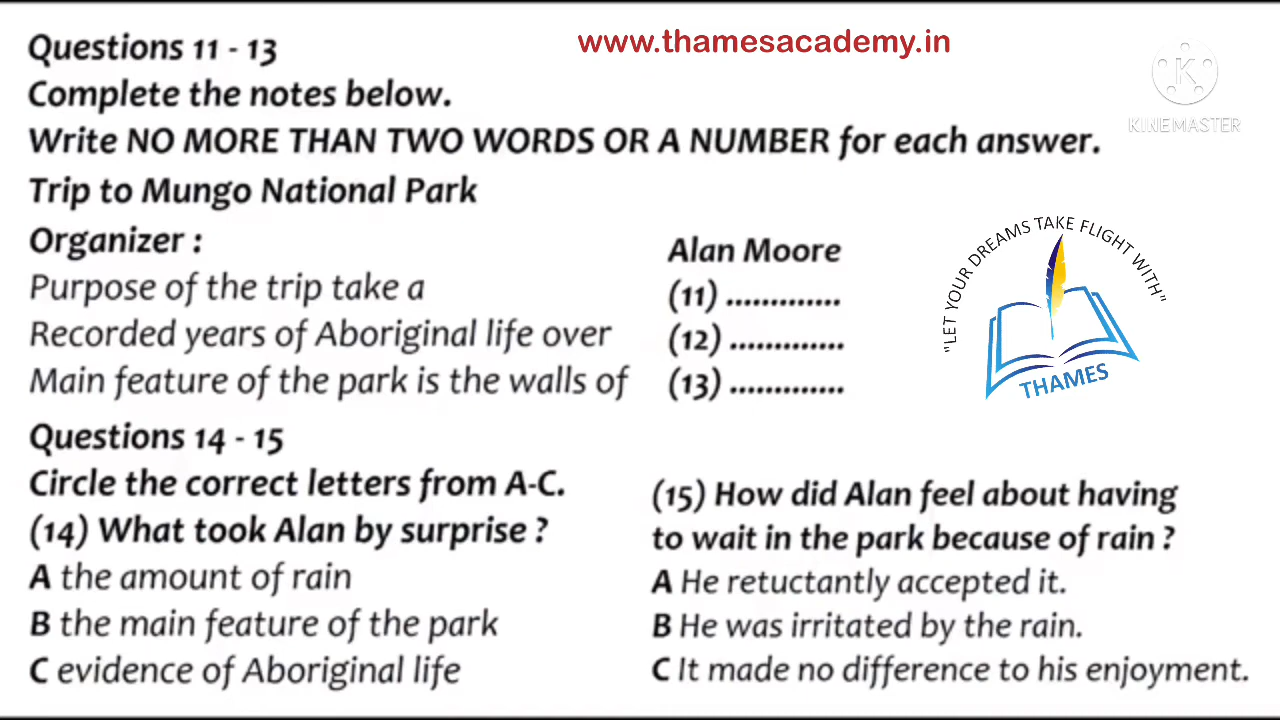 www.thamesacademy.in
KINEMASTER
Questions 11 - 13
Complete the notes below.
Write NO MORE THAN TWO WORDS OR A NUMBER for each answer.
Trip to Mungo National Park
Organizer : Alan Moore
Purpose of the trip take a (11) .............
Recorded years of Aboriginal life over (12) .............
Main feature of the park is the walls of (13) .............
"LET YOUR DREAMS TAKE FLIGHT WITH"
THAMES
Questions 14 - 15
Circle the correct letters from A-C.
(14) What took Alan by surprise ?
A the amount of rain
B the main feature of the park
C evidence of Aboriginal life
(15) How did Alan feel about having
to wait in the park because of rain ?
A He retuctantly accepted it.
B He was irritated by the rain.
C It made no difference to his enjoyment.